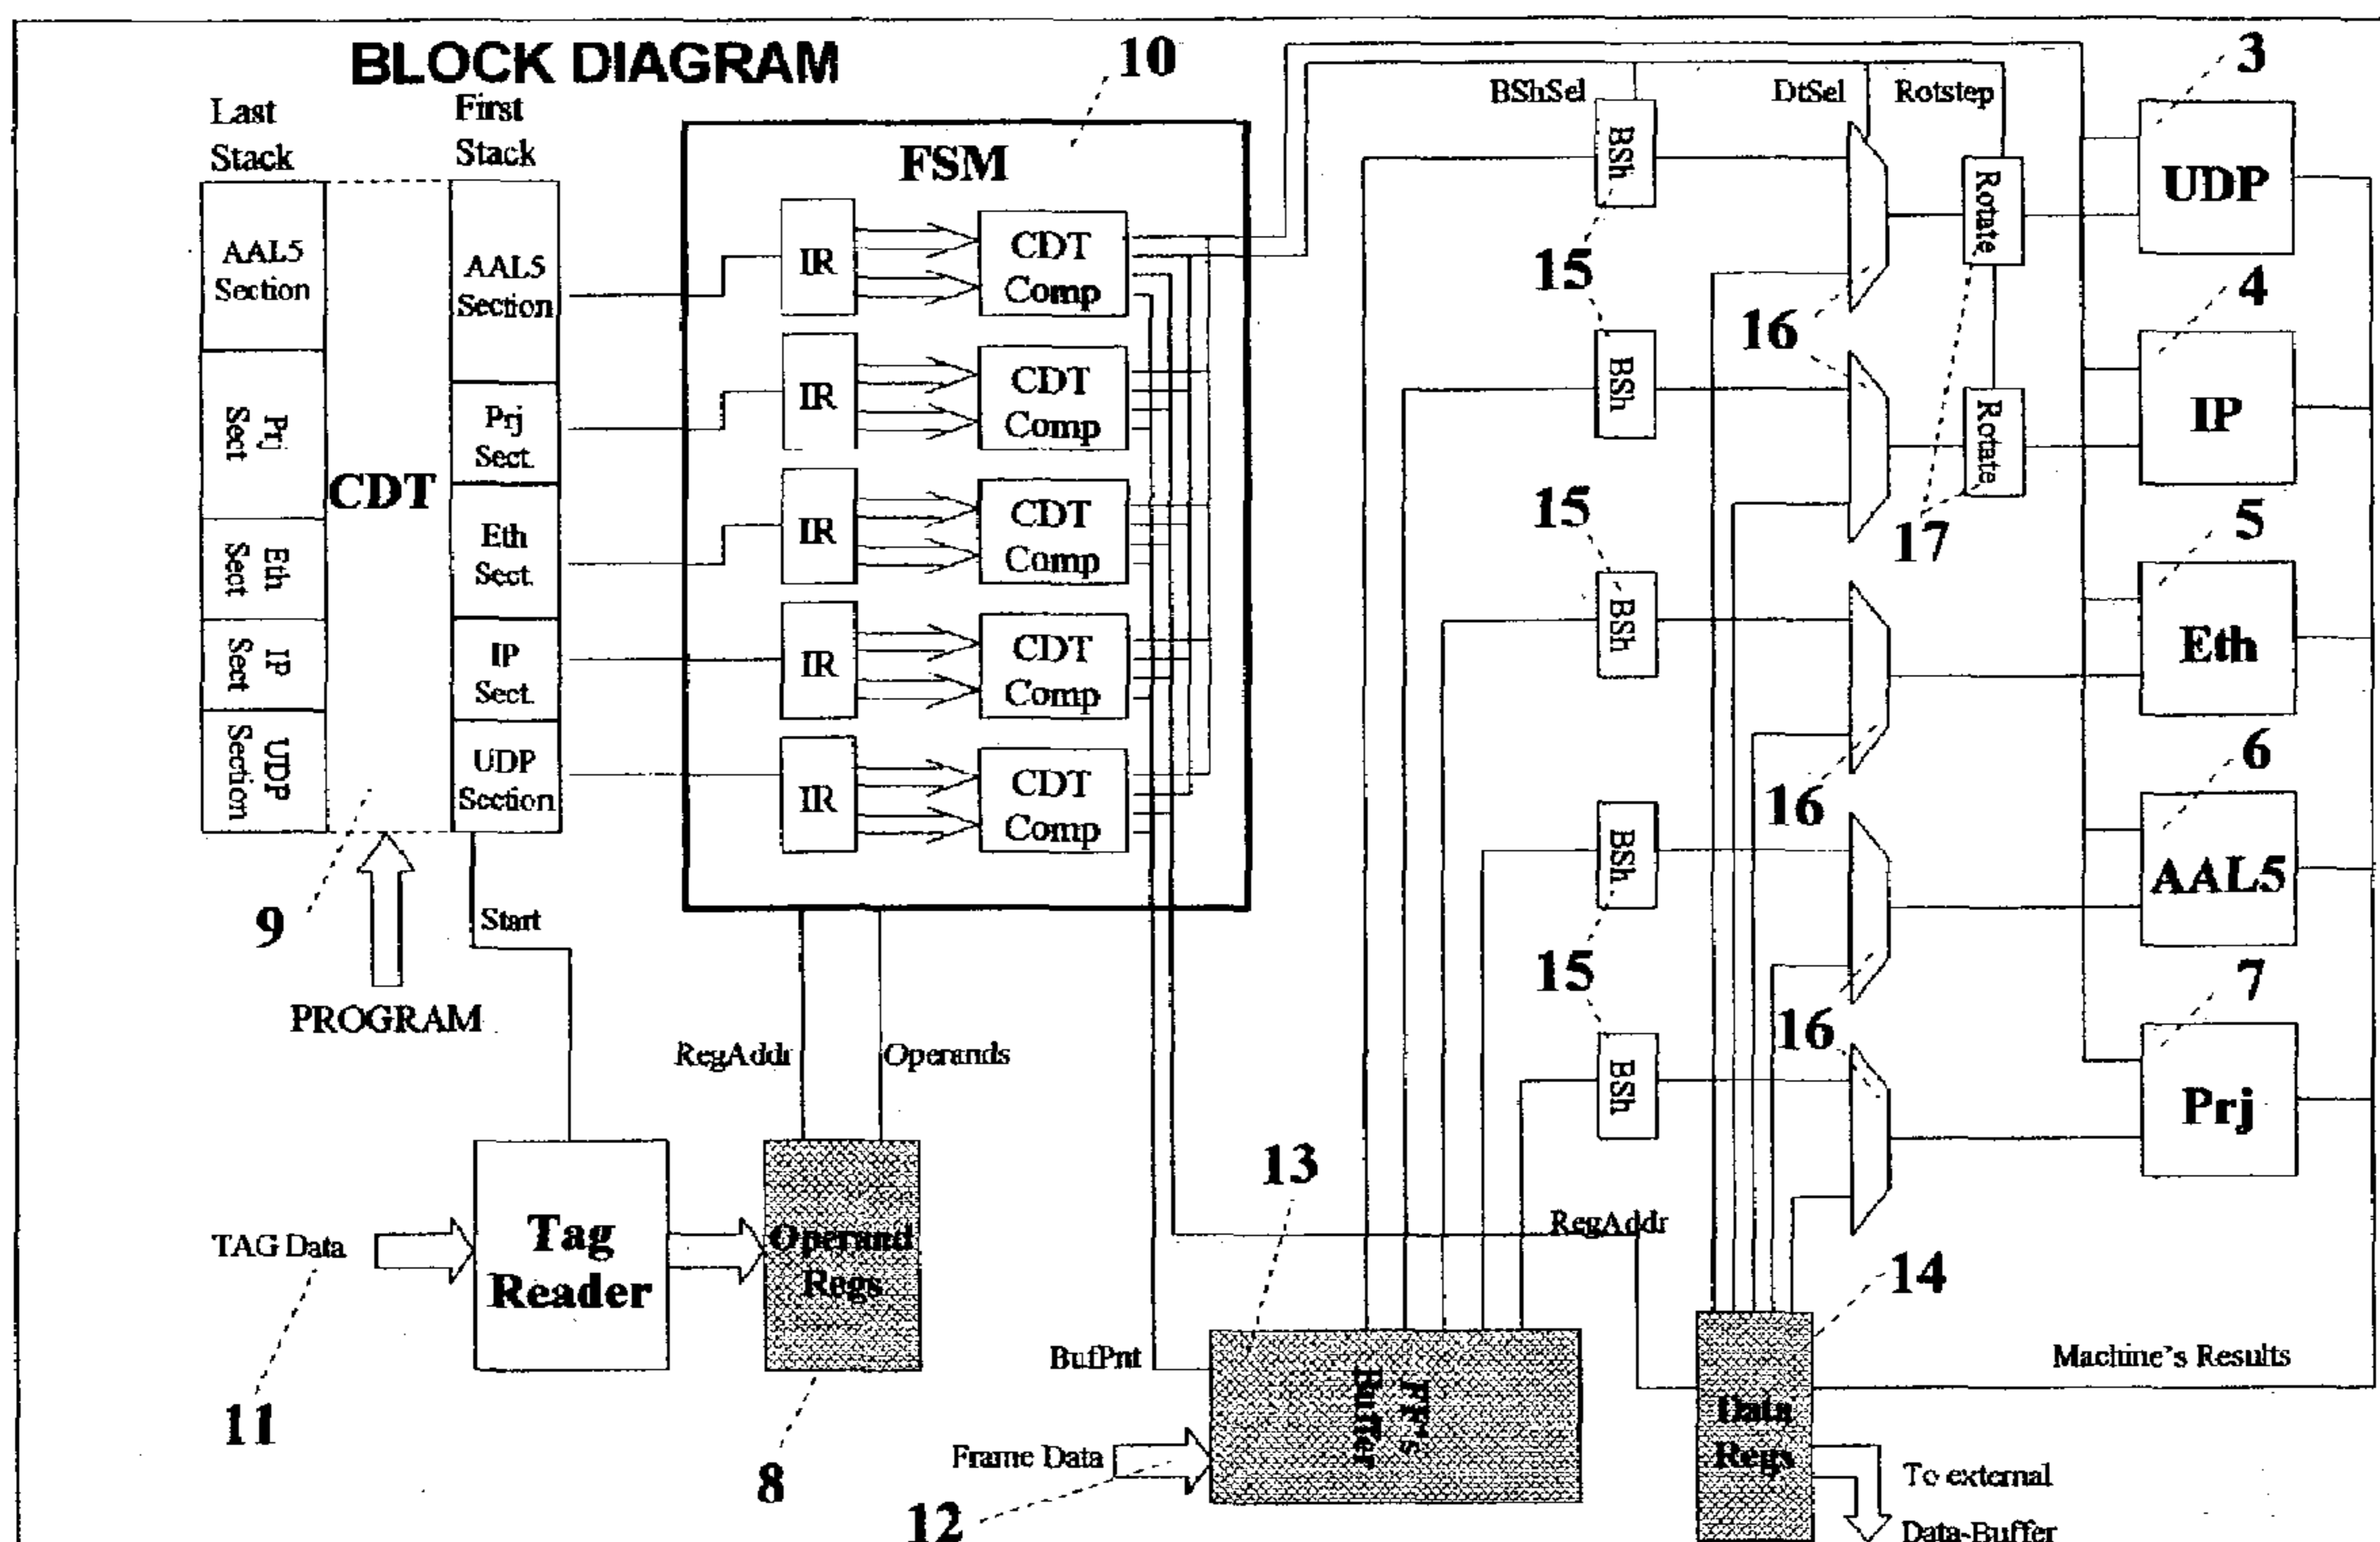 BLOCK DIAGRAM
Last
Stack
First
Stack
AAL5
Section
Prj
Sect
Eth
Sect
IP
Sect
UDP
Section
CDT
AAL5
Section
Prj
Sect.
Eth
Sect.
IP
Sect.
UDP
Section
9
PROGRAM
Start
10
FSM
IR
CDT
Comp
IR
CDT
Comp
IR
CDT
Comp
IR
CDT
Comp
IR
CDT
Comp
RegAddr
Operands
TAG Data
11
Tag
Reader
Operand
Regs
8
BShSel
DtSel
Rotstep
BSh
BSh
BSh
BSh
BSh
15
15
15
16
16
16
Rotate
Rotate
17
3
UDP
4
IP
5
Eth
6
AAL5
7
Prj
13
BufPnt
Frame Data
12
FF's
Buffer
RegAddr
14
Data
Regs
Machine's Results
To external
Data-Buffer